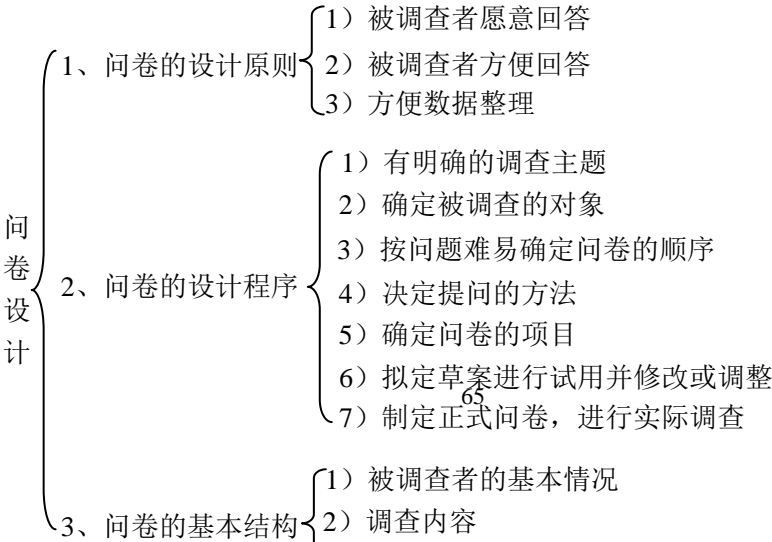 问卷设计
1、问卷的设计原则
1）被调查者愿意回答
2）被调查者方便回答
3）方便数据整理
2、问卷的设计程序
1）有明确的调查主题
2）确定被调查的对象
3）按问题难易确定问卷的顺序
4）决定提问的方法
5）确定问卷的项目
6）拟定草案进行试用并修改或调整
65
7）制定正式问卷，进行实际调查
3、问卷的基本结构
1）被调查者的基本情况
2）调查内容